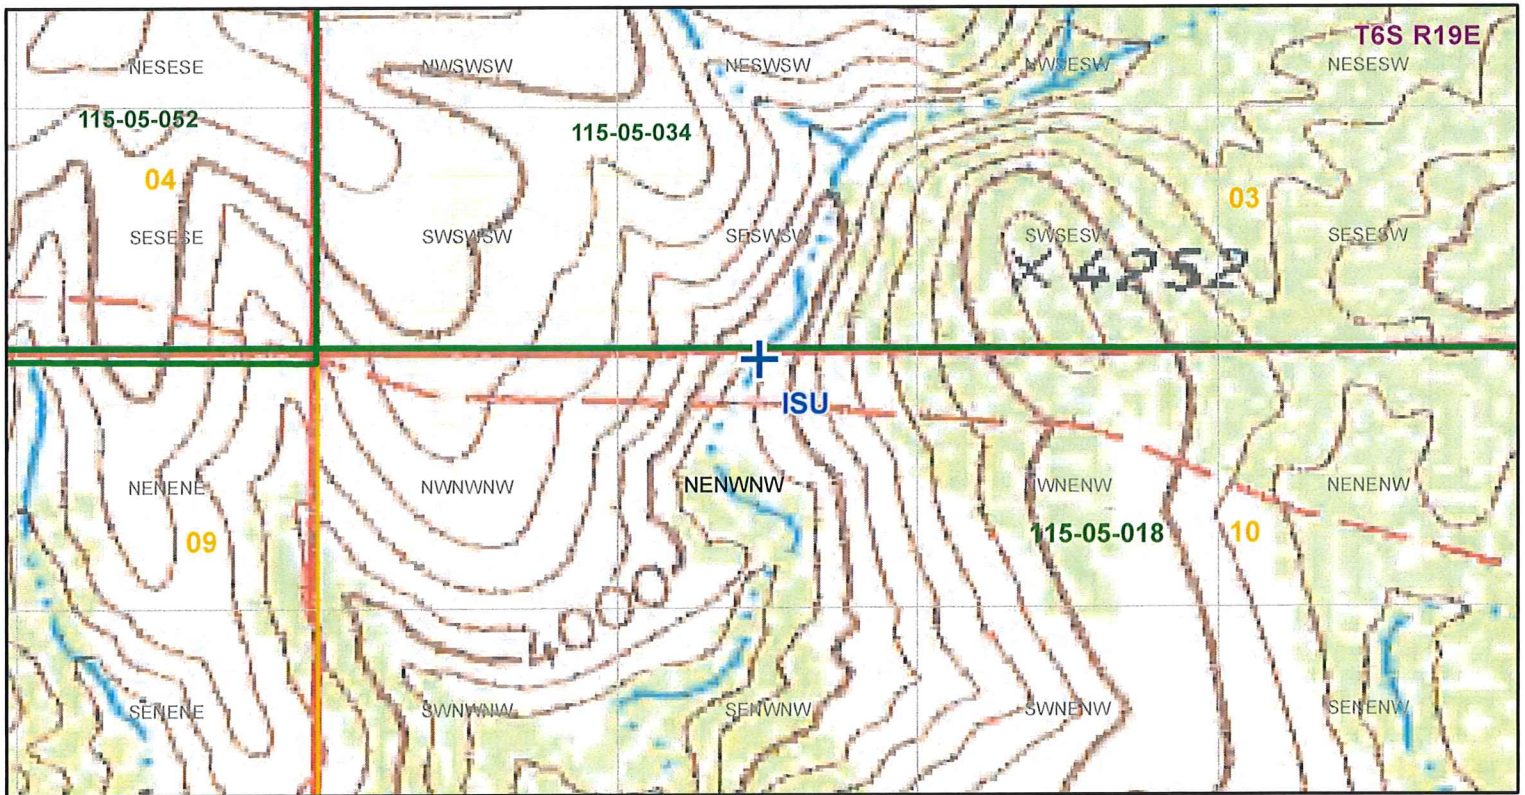 T6S R19E
NESESE
NWSWSW
NESWSW
NWSESW
NESESW
115-05-052
115-05-034
04
03
SESESE
SWSWSW
SESWSW
SWSESW
SESESW
x 4252
ISU
NENENE
NWNWNW
NENWNW
NWNENW
NENENW
09
115-05-018
10
4000
SENENE
SWNWNW
SENWNW
SWNENW
SENENW